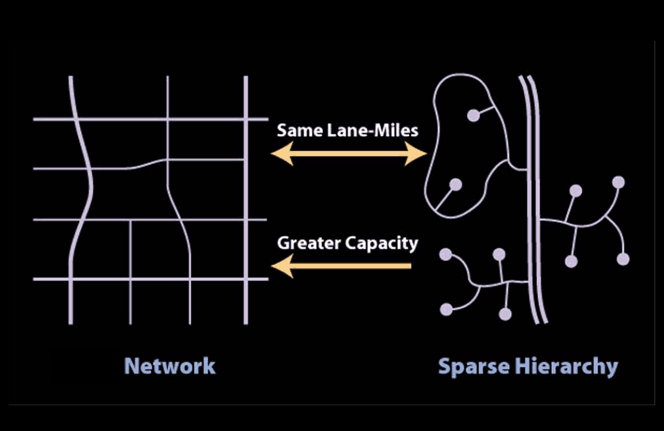 Same Lane-Miles
Greater Capacity
Network
Sparse Hierarchy